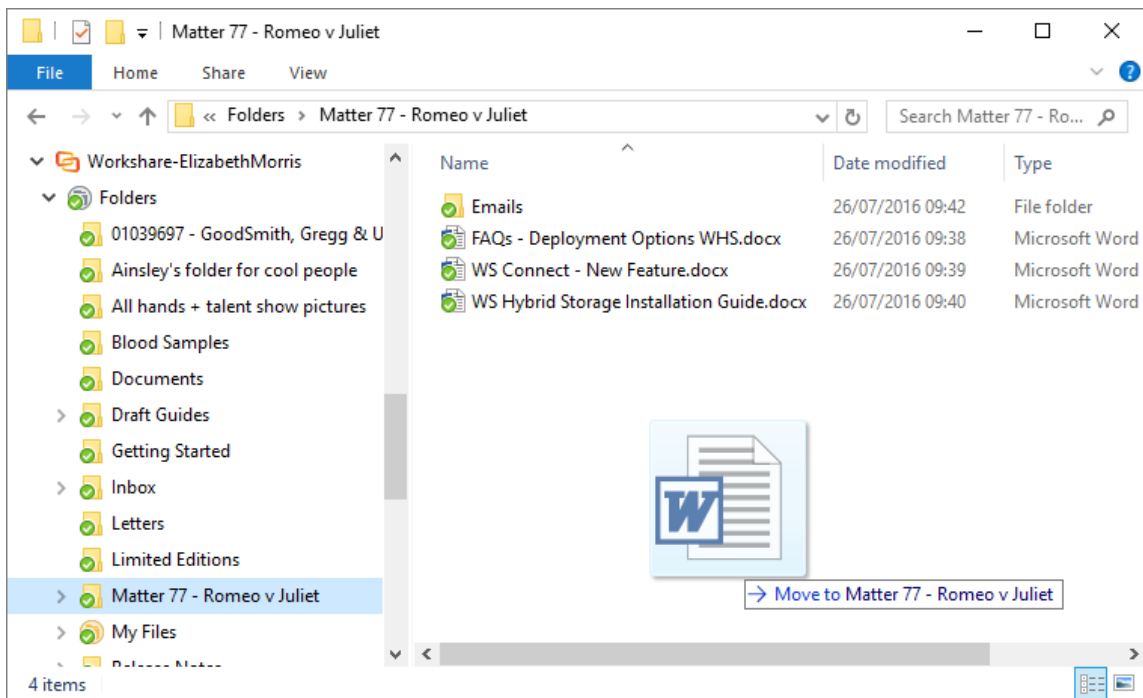 Matter 77 - Romeo v Juliet
File Home Share View
« Folders > Matter 77 - Romeo v Juliet Search Matter 77 - Ro...
Workshare-ElizabethMorris
Folders
01039697 - GoodSmith, Gregg & U
Ainsley's folder for cool people
All hands + talent show pictures
Blood Samples
Documents
Draft Guides
Getting Started
Inbox
Letters
Limited Editions
Matter 77 - Romeo v Juliet
My Files
Release Notes
Name Date modified Type
Emails 26/07/2016 09:42 File folder
FAQs - Deployment Options WHS.docx 26/07/2016 09:38 Microsoft Word
WS Connect - New Feature.docx 26/07/2016 09:39 Microsoft Word
WS Hybrid Storage Installation Guide.docx 26/07/2016 09:40 Microsoft Word
W
Move to Matter 77 - Romeo v Juliet
4 items